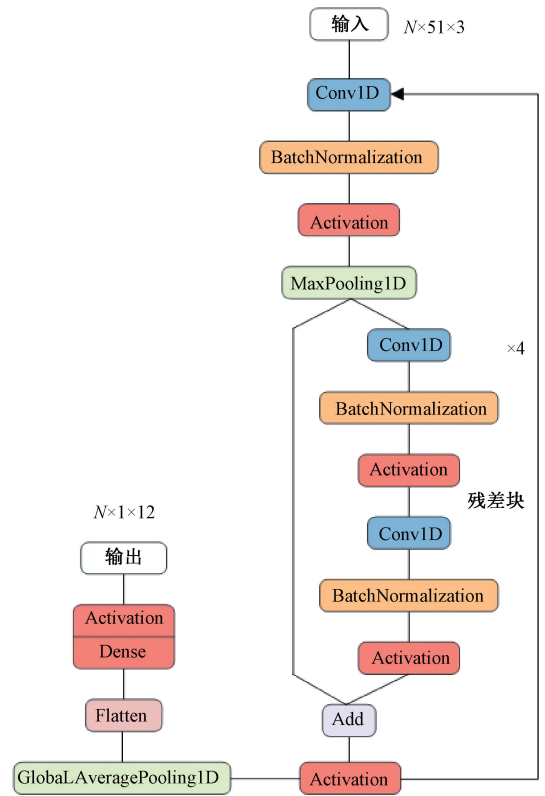 输入
N×51×3
Conv1D
BatchNormalization
Activation
MaxPooling1D
Conv1D
×4
BatchNormalization
Activation
残差块
Conv1D
BatchNormalization
Activation
Add
Activation
N×1×12
输出
Activation
Dense
Flatten
GlobaLAveragePooling1D